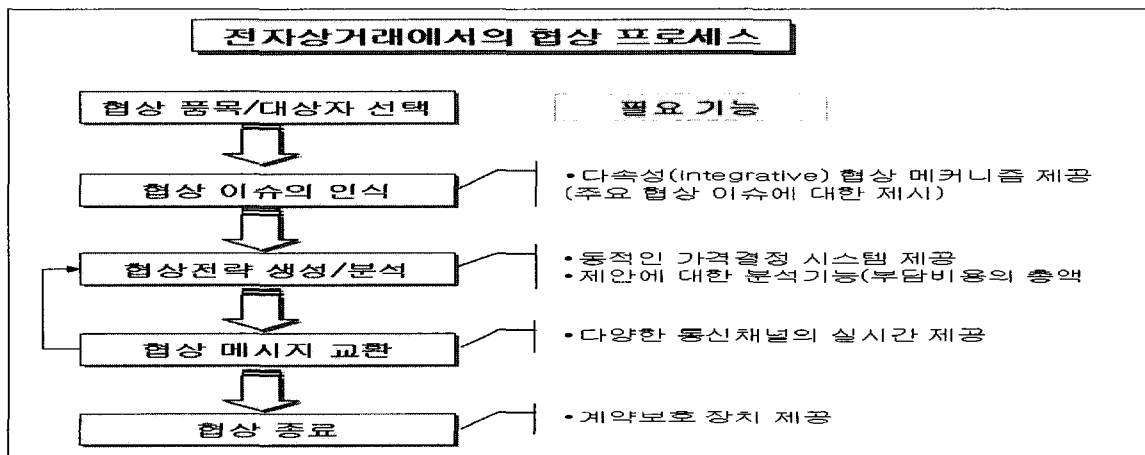 전자상거래에서의 협상 프로세스
협상 품목/대상자 선택
필요 기능
협상 이슈의 인식
•다속성(integrative) 협상 메커니즘 제공
(주요 협상 이슈에 대한 제시)
협상전략 생성/분석
•동적인 가격결정 시스템 제공
•제안에 대한 분석기능(부담비용의 총액
협상 메시지 교환
•다양한 통신채널의 실시간 제공
협상 종료
•계약보호 장치 제공